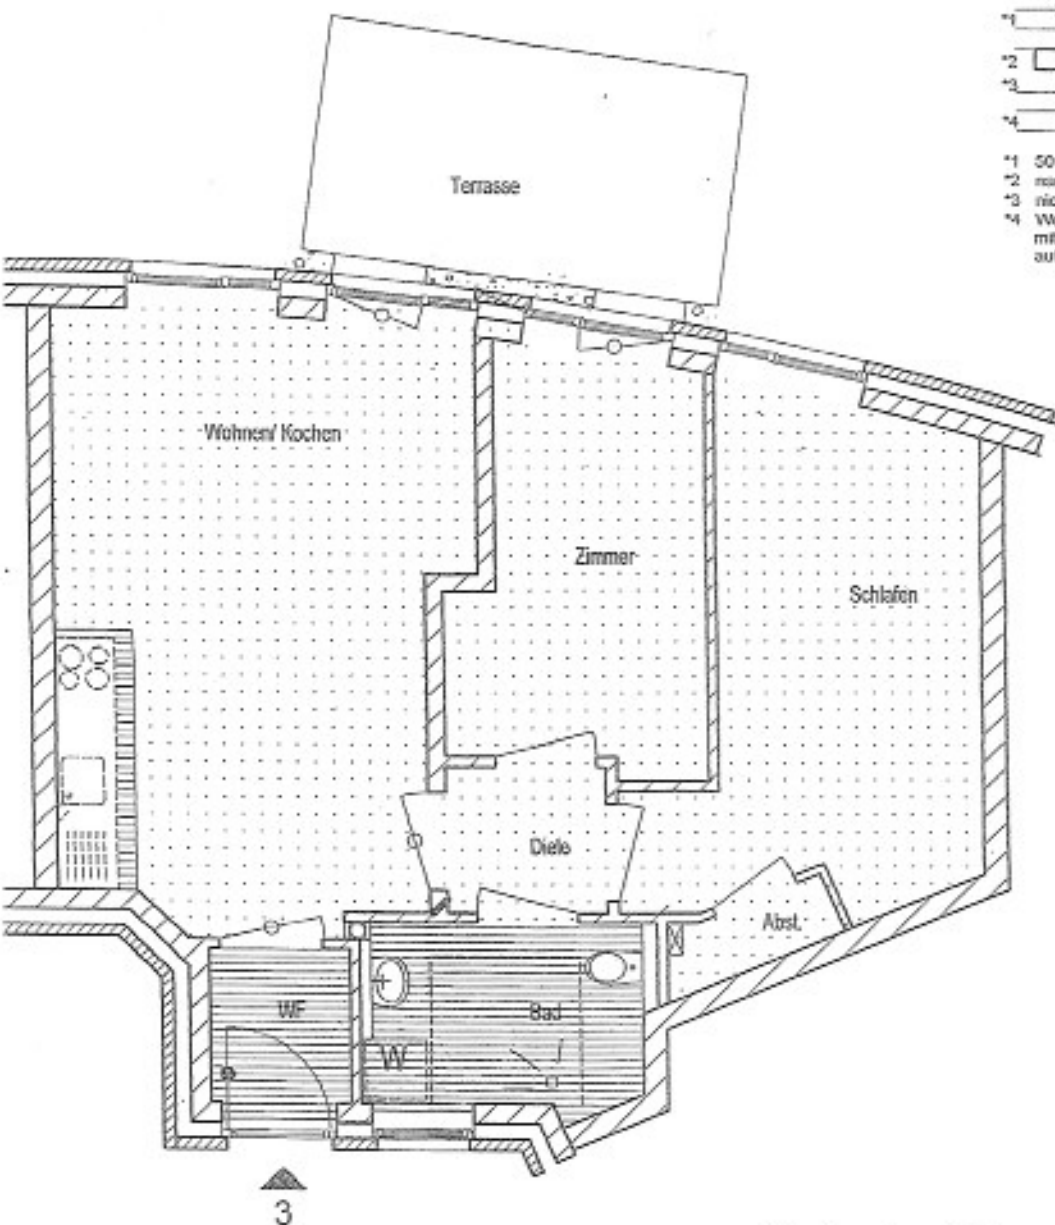 *1
*2
*3
*4
*1 50
*2
*3
*4
Terrasse
Wohnen/ Kochen
Zimmer
Schlafen
Diele
Abst.
WF
Bad
W
3